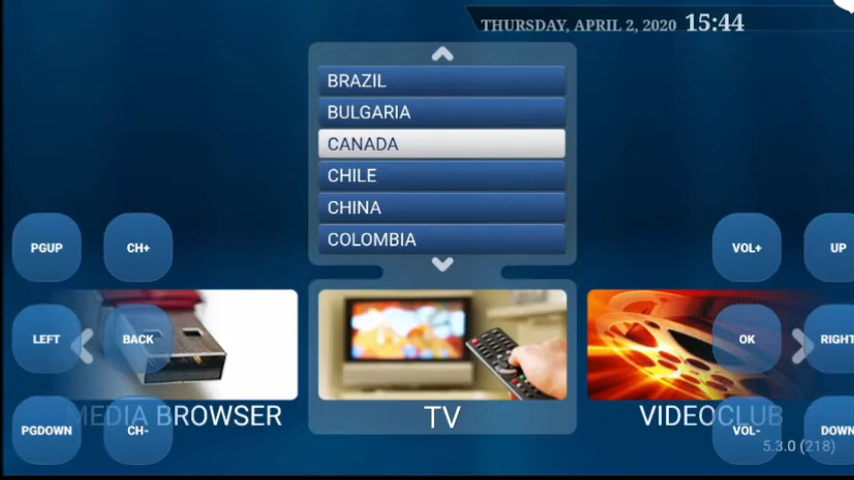 THURSDAY, APRIL 2, 2020 15:44
BRAZIL
BULGARIA
CANADA
CHILE
CHINA
COLOMBIA
PGUP
CH+
VOL+
UP
LEFT
BACK
OK
RIGHT
MEDIA BROWSER
TV
VIDEOCLUB
PGDOWN
CH-
VOL-
DOWN
5.3.0 (218)